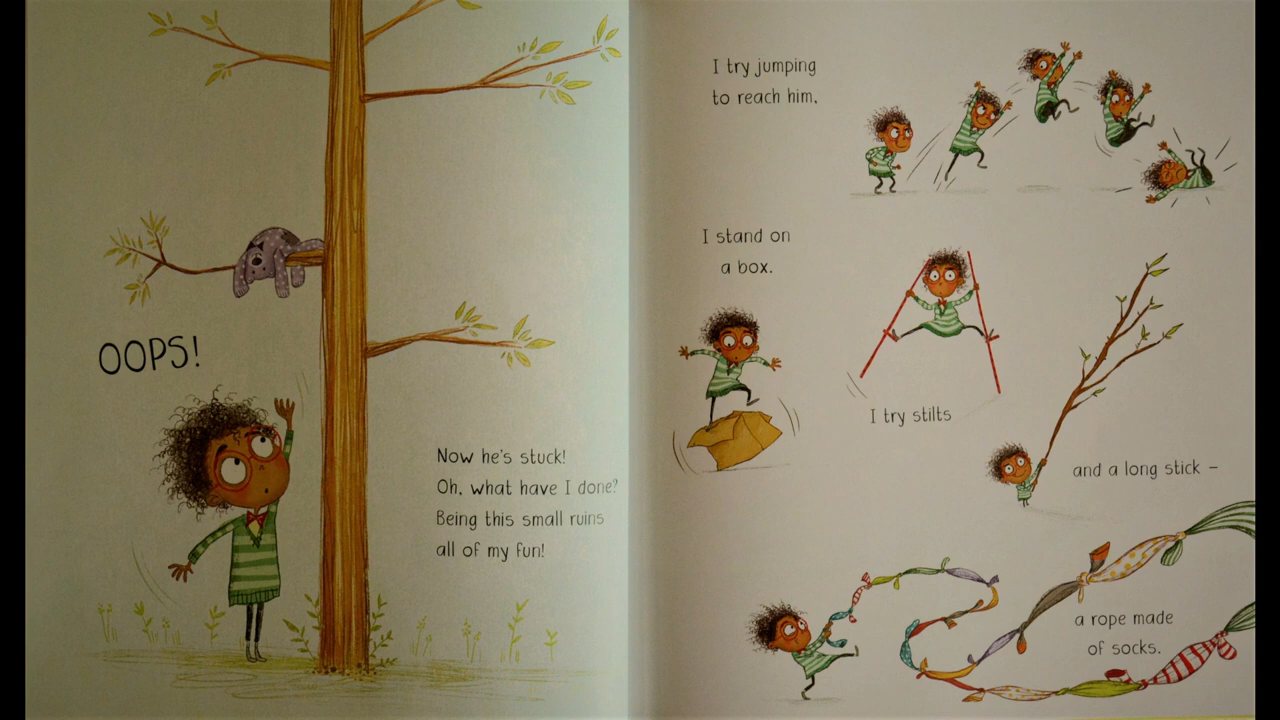 OOPS!
Now he's stuck!
Oh, what have I done?
Being this small ruins
all of my fun!
I try jumping
to reach him,
I stand on
a box.
I try stilts
and a long stick –
a rope made
of socks.